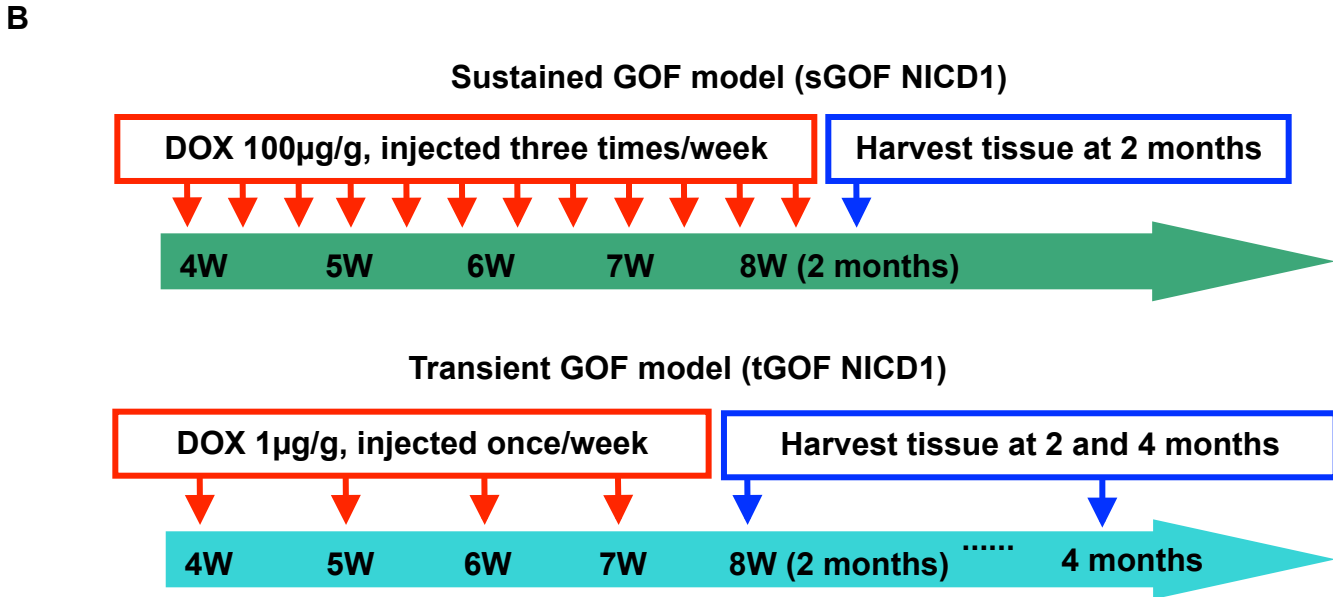 B
Sustained GOF model (sGOF NICD1)
DOX 100µg/g, injected three times/week
Harvest tissue at 2 months
4W 5W 6W 7W 8W (2 months)
Transient GOF model (tGOF NICD1)
DOX 1µg/g, injected once/week
Harvest tissue at 2 and 4 months
4W 5W 6W 7W 8W (2 months) ...... 4 months